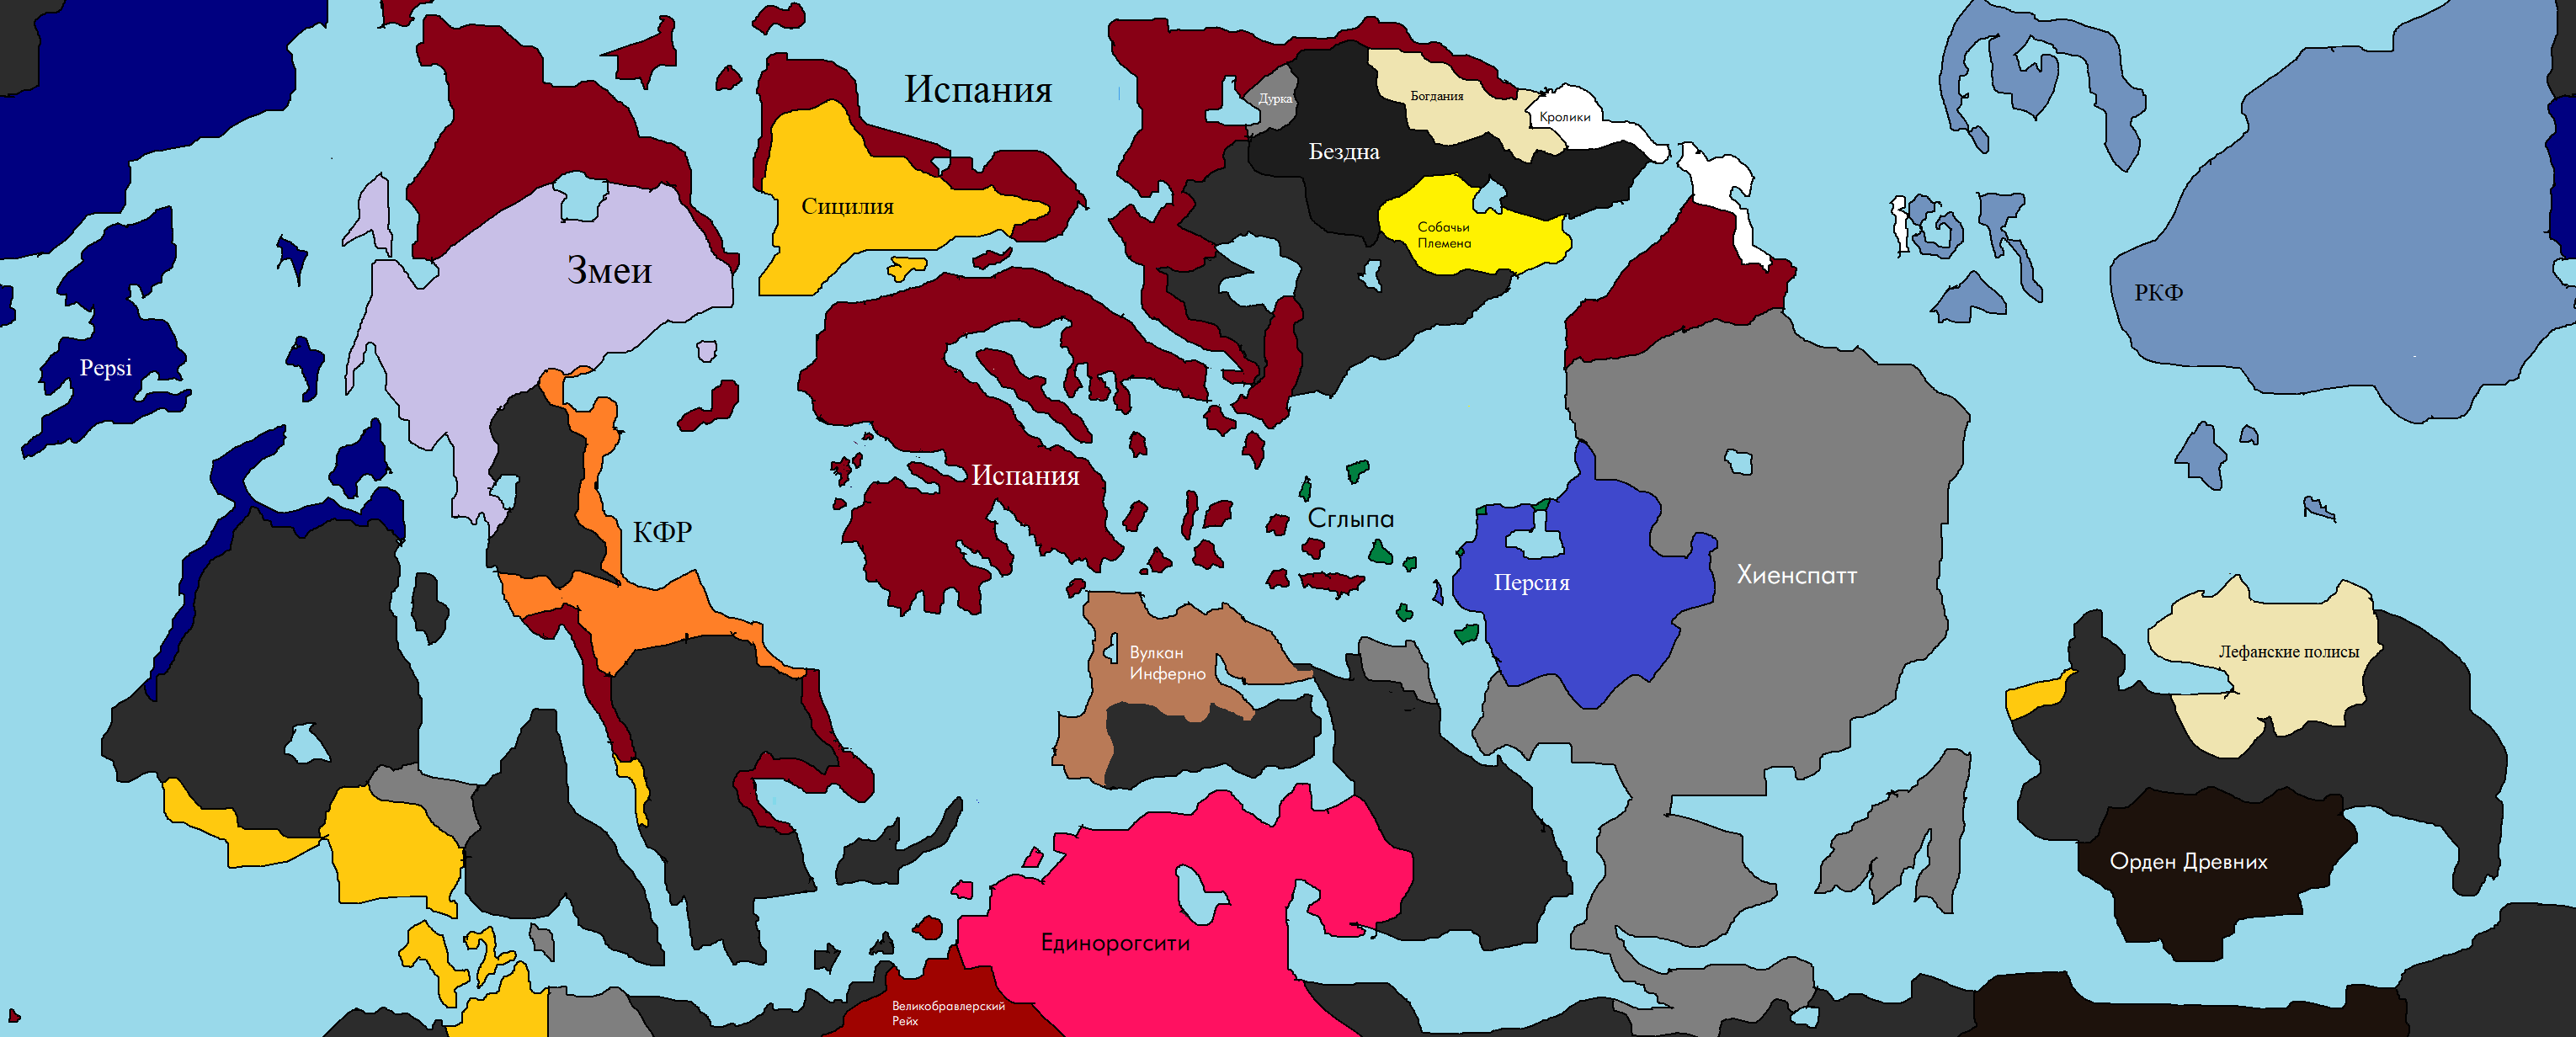 Испания
Дурка
Богдания
Кролики
Бездна
Сицилия
Собачьи
Племена
Змеи
РКФ
Pepsi
Испания
Сглыпа
КФР
Персия
Хиенспатт
Вулкан
Инферно
Лефанские полисы
Орден Древних
Единорогсити
Великобравлерский
Рейх